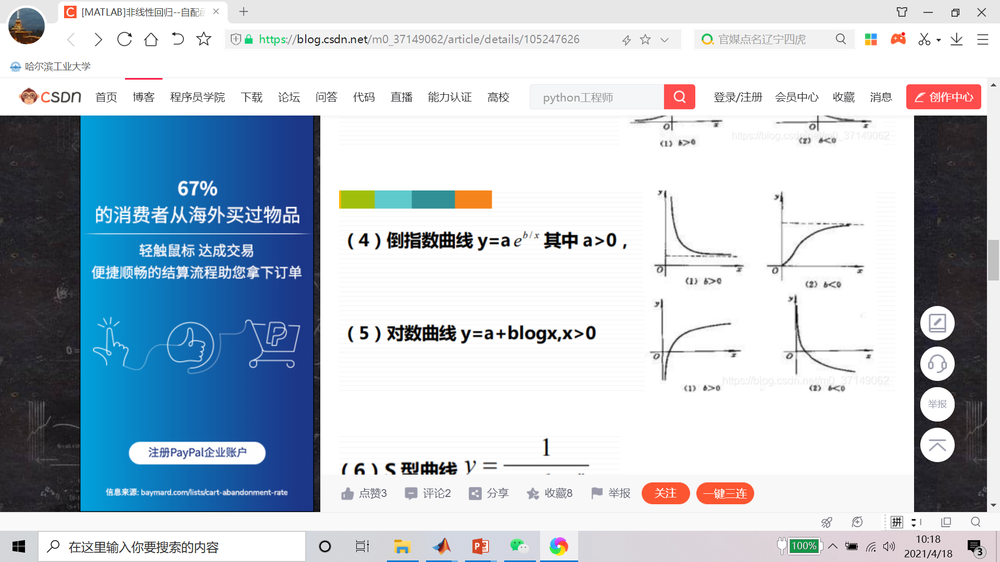 [MATLAB]非线性回归--自配
https://blog.csdn.net/m0_37149062/article/details/105247626
官媒点名辽宁四虎
哈尔滨工业大学
CSDN 首页 博客 程序员学院 下载 论坛 问答 代码 直播 能力认证 高校 python工程师 登录/注册 会员中心 收藏 消息 创作中心
67%
的消费者从海外买过物品
轻触鼠标 达成交易
便捷顺畅的结算流程助您拿下订单
注册PayPal企业账户
信息来源: baymard.com/lists/cart-abandonment-rate
O x O x
(1) b>0 (2) b<0
https://blog.csdn.net/m0_37149062
(4)倒指数曲线 y=a e^{b/x} 其中 a>0，
y y
O x O x
(1) b>0 (2) b<0
(5)对数曲线 y=a+blogx,x>0
y y
O x O x
(1) b>0 (2) b<0
https://blog.csdn.net/m0_37149062
(6)S 型曲线 y = 1
点赞3 评论2 分享 收藏8 举报 关注 一键三连
举报
拼
在这里输入你要搜索的内容
100%
10:18
2021/4/18
3